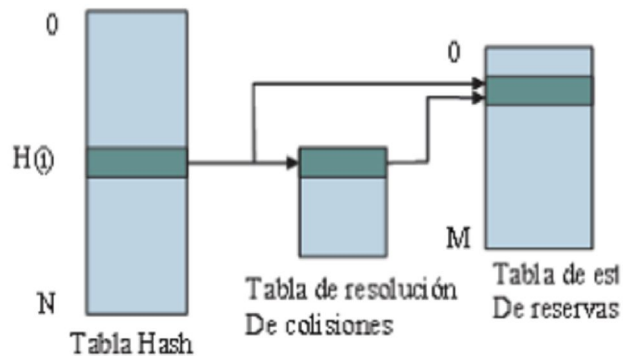 0
H(i)
N
Tabla Hash
Tabla de resolución
De colisiones
0
M
Tabla de est
De reservas